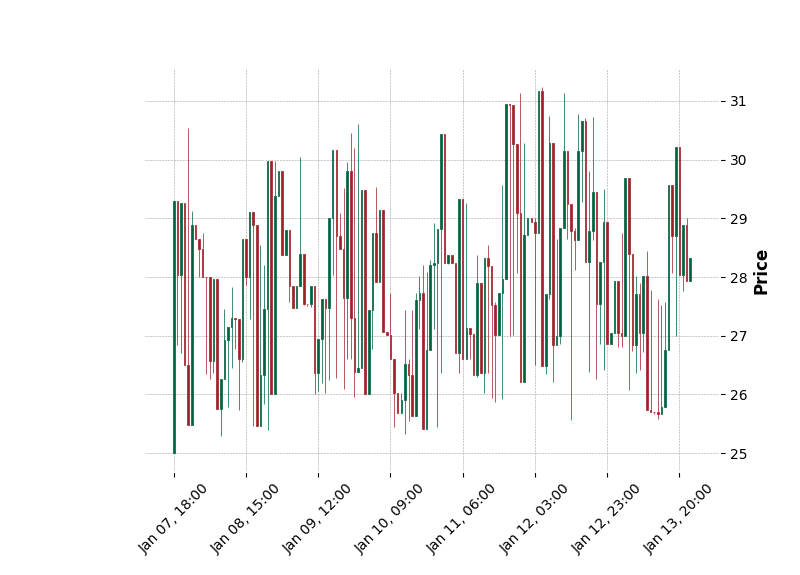 31
30
29
28
27
26
25
Price
Jan 07, 18:00
Jan 08, 15:00
Jan 09, 12:00
Jan 10, 09:00
Jan 11, 06:00
Jan 12, 03:00
Jan 12, 23:00
Jan 13, 20:00